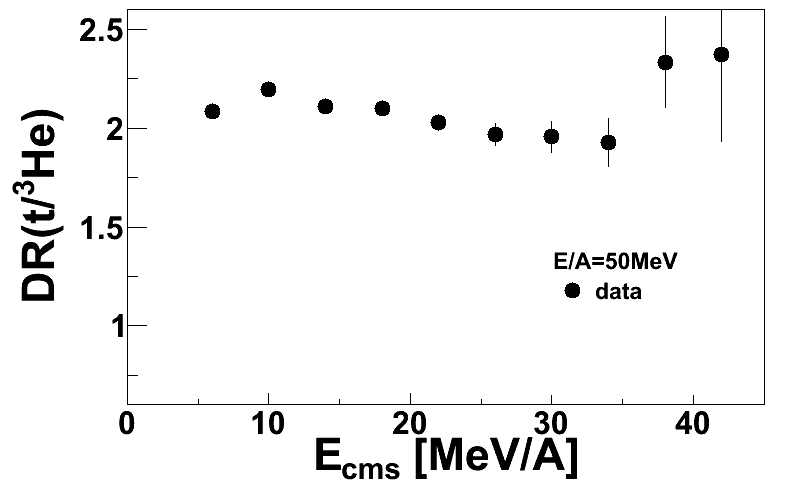 DR(t/³He)
2.5
2
1.5
1
E/A=50MeV
data
0 10 20 30 40
E_cms [MeV/A]